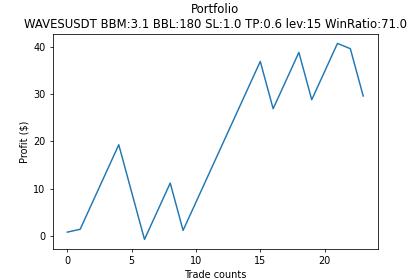 Portfolio
WAVESUSDT BBM:3.1 BBL:180 SL:1.0 TP:0.6 lev:15 WinRatio:71.0
40
30
20
10
0
Profit ($)
0 5 10 15 20
Trade counts